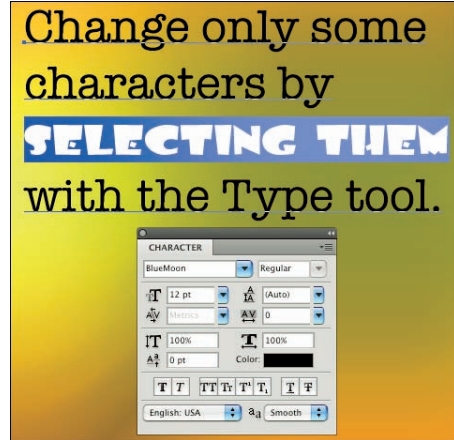 Change only some
characters by
SELECTING THEM
with the Type tool.
CHARACTER
BlueMoon Regular
12 pt (Auto)
Metrics 0
100% 100%
0 pt Color:
T T TT Tr T¹ T₁ T T
English: USA aa Smooth